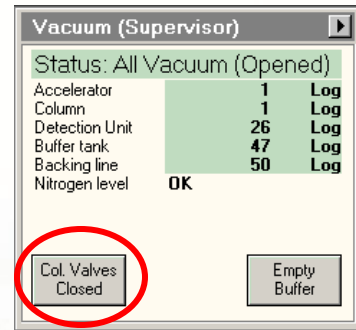 Vacuum (Supervisor)
Status: All Vacuum (Opened)
Accelerator 1 Log
Column 1 Log
Detection Unit 26 Log
Buffer tank 47 Log
Backing line 50 Log
Nitrogen level OK
Col. Valves
Closed
Empty
Buffer